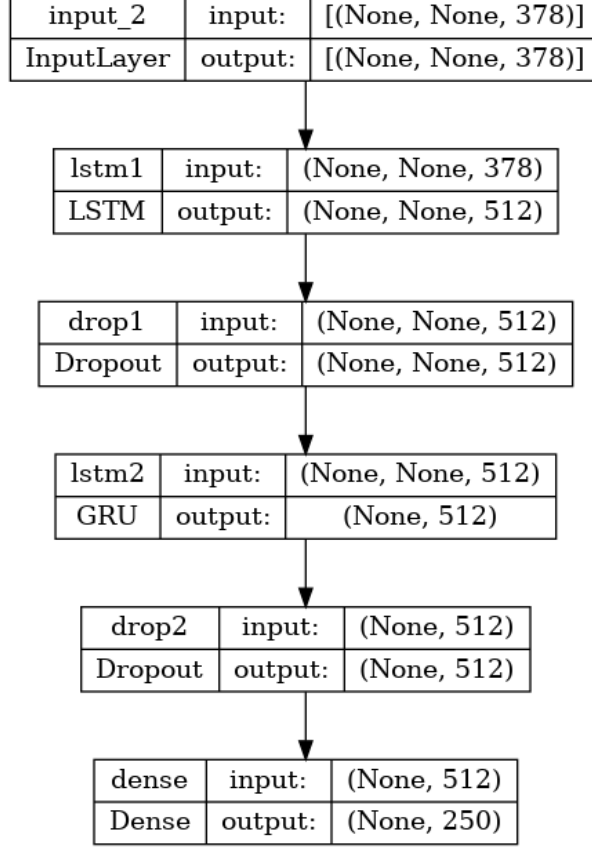 input_2 input: [(None, None, 378)]
InputLayer output: [(None, None, 378)]
lstm1 input: (None, None, 378)
LSTM output: (None, None, 512)
drop1 input: (None, None, 512)
Dropout output: (None, None, 512)
lstm2 input: (None, None, 512)
GRU output: (None, 512)
drop2 input: (None, 512)
Dropout output: (None, 512)
dense input: (None, 512)
Dense output: (None, 250)